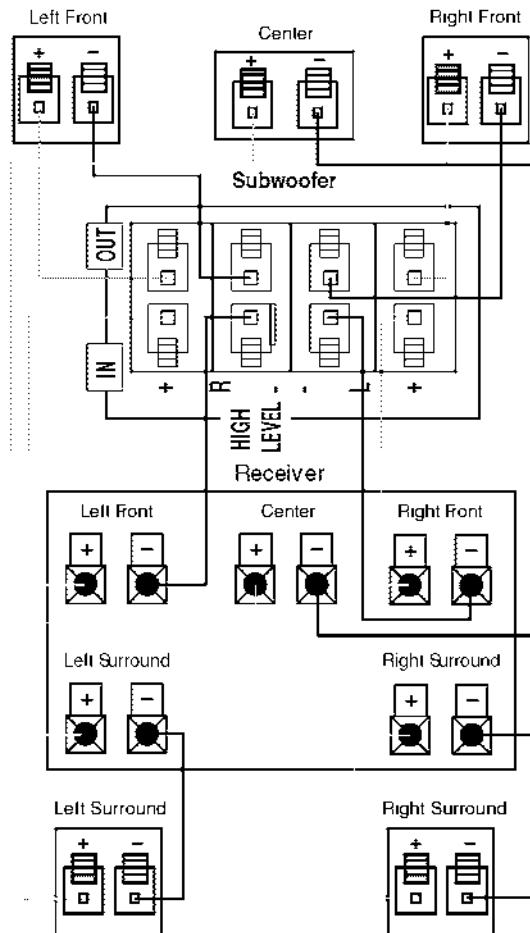 Left Front Center Right Front
+ - + - + -
Subwoofer
OUT
IN
+ R - - L +
HIGH
LEVEL
Receiver
Left Front Center Right Front
+ - + - + -
Left Surround Right Surround
+ - + -
Left Surround Right Surround
+ - + -